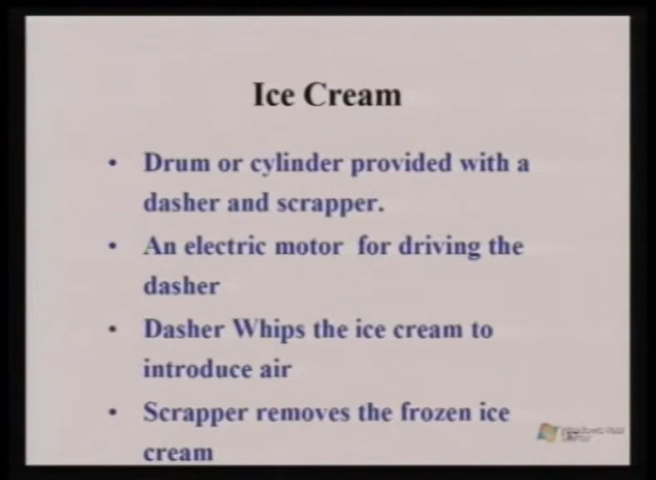 Ice Cream
• Drum or cylinder provided with a
dasher and scrapper.
• An electric motor for driving the
dasher
• Dasher Whips the ice cream to
introduce air
• Scrapper removes the frozen ice
cream